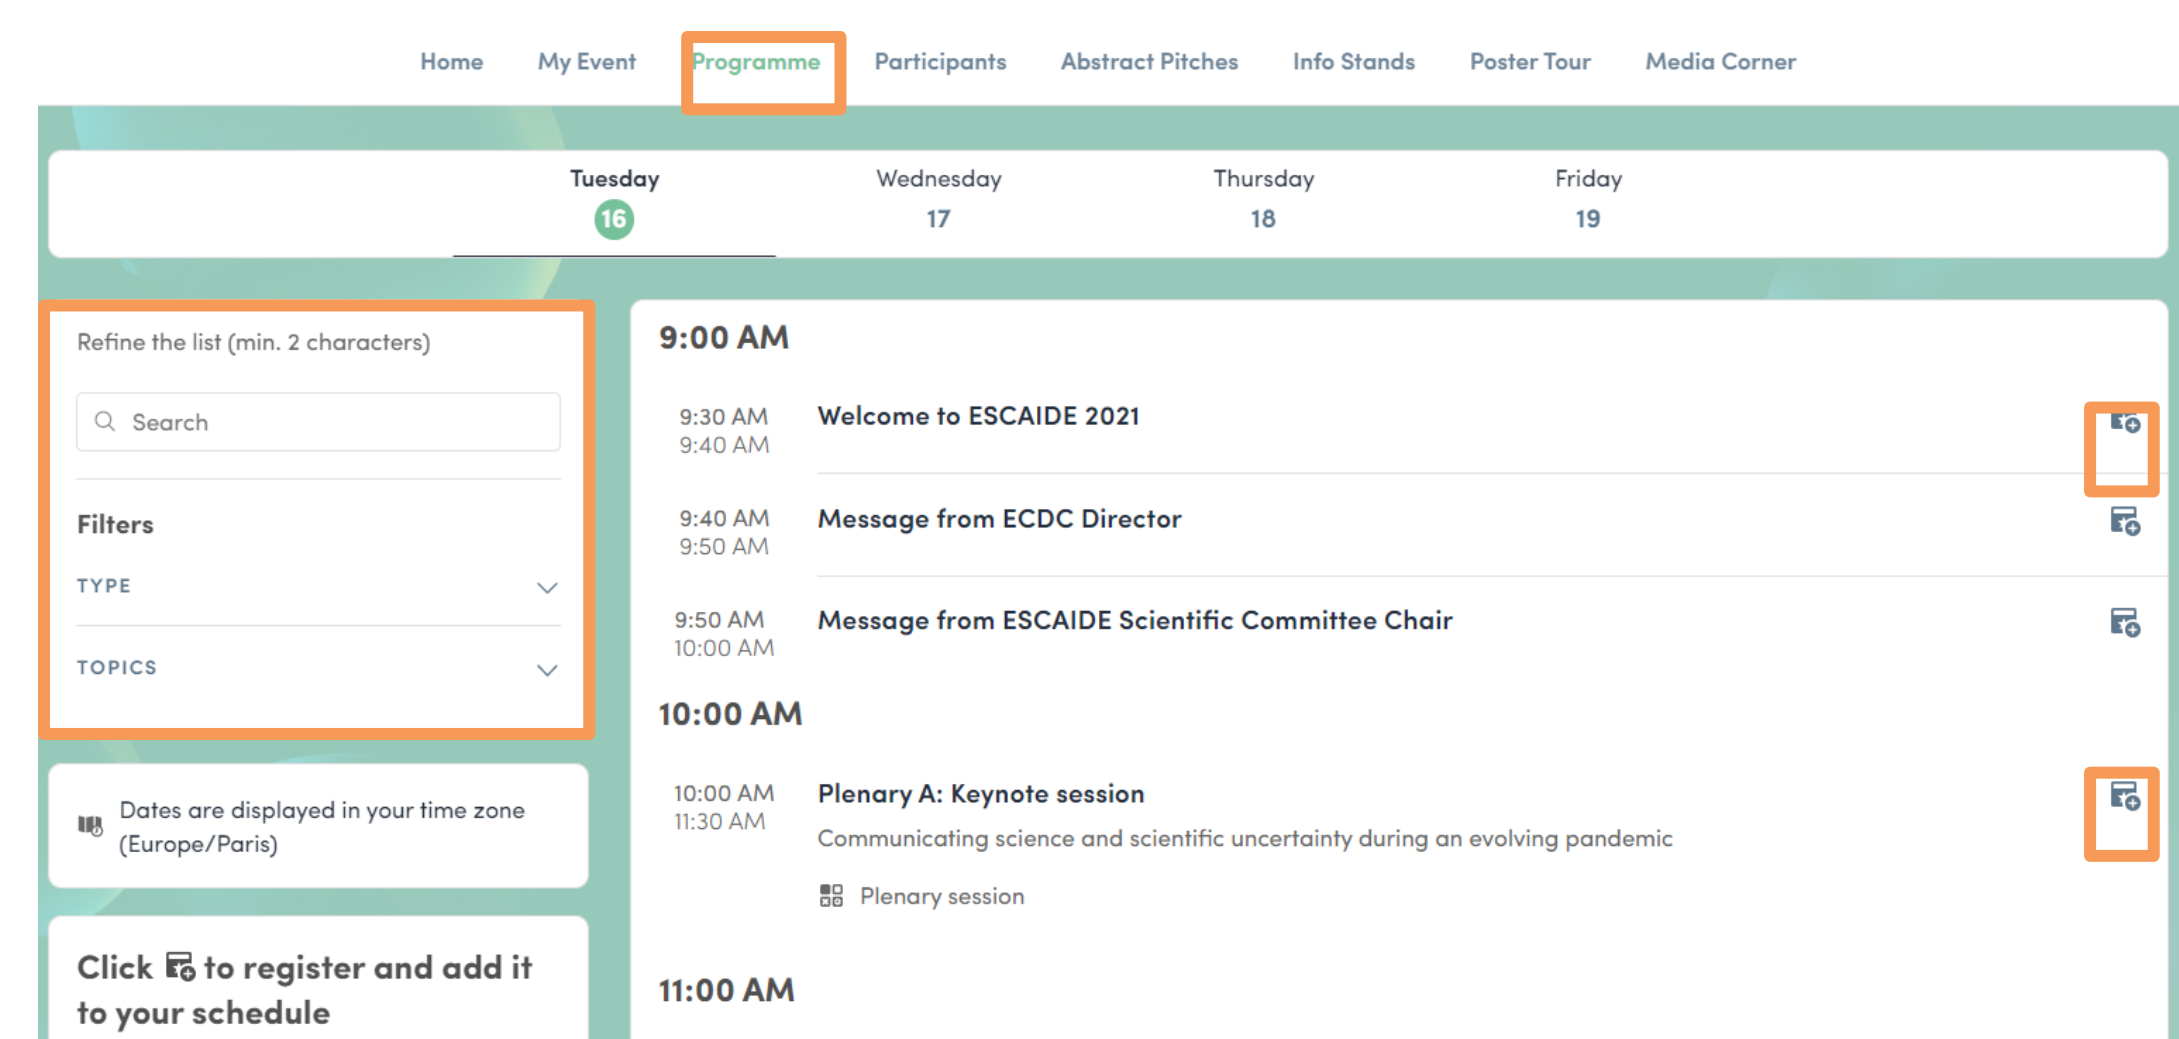 Home My Event Programme Participants Abstract Pitches Info Stands Poster Tour Media Corner
Tuesday Wednesday Thursday Friday
16 17 18 19
Refine the list (min. 2 characters)
Search
Filters
TYPE
TOPICS
Dates are displayed in your time zone
(Europe/Paris)
Click to register and add it
to your schedule
9:00 AM
9:30 AM Welcome to ESCAIDE 2021
9:40 AM
9:40 AM Message from ECDC Director
9:50 AM
9:50 AM Message from ESCAIDE Scientific Committee Chair
10:00 AM
10:00 AM
10:00 AM Plenary A: Keynote session
11:30 AM
Communicating science and scientific uncertainty during an evolving pandemic
Plenary session
11:00 AM